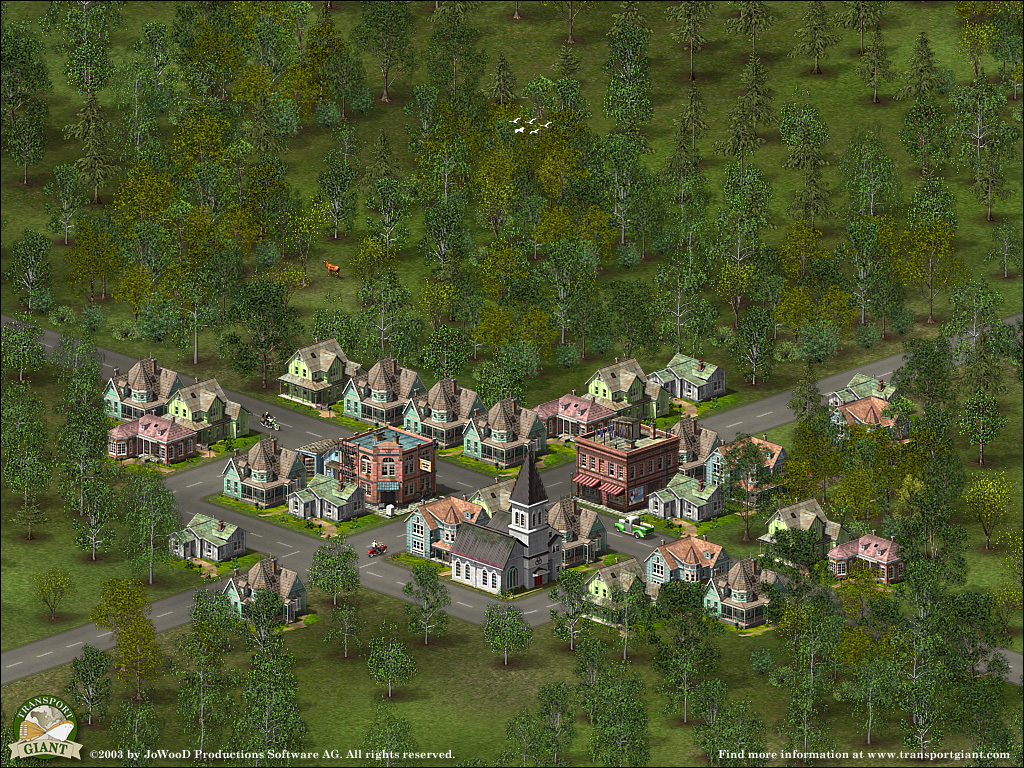 TRANSPORT
GIANT
©2003 by JoWooD Productions Software AG. All rights reserved.
Find more information at www.transportgiant.com